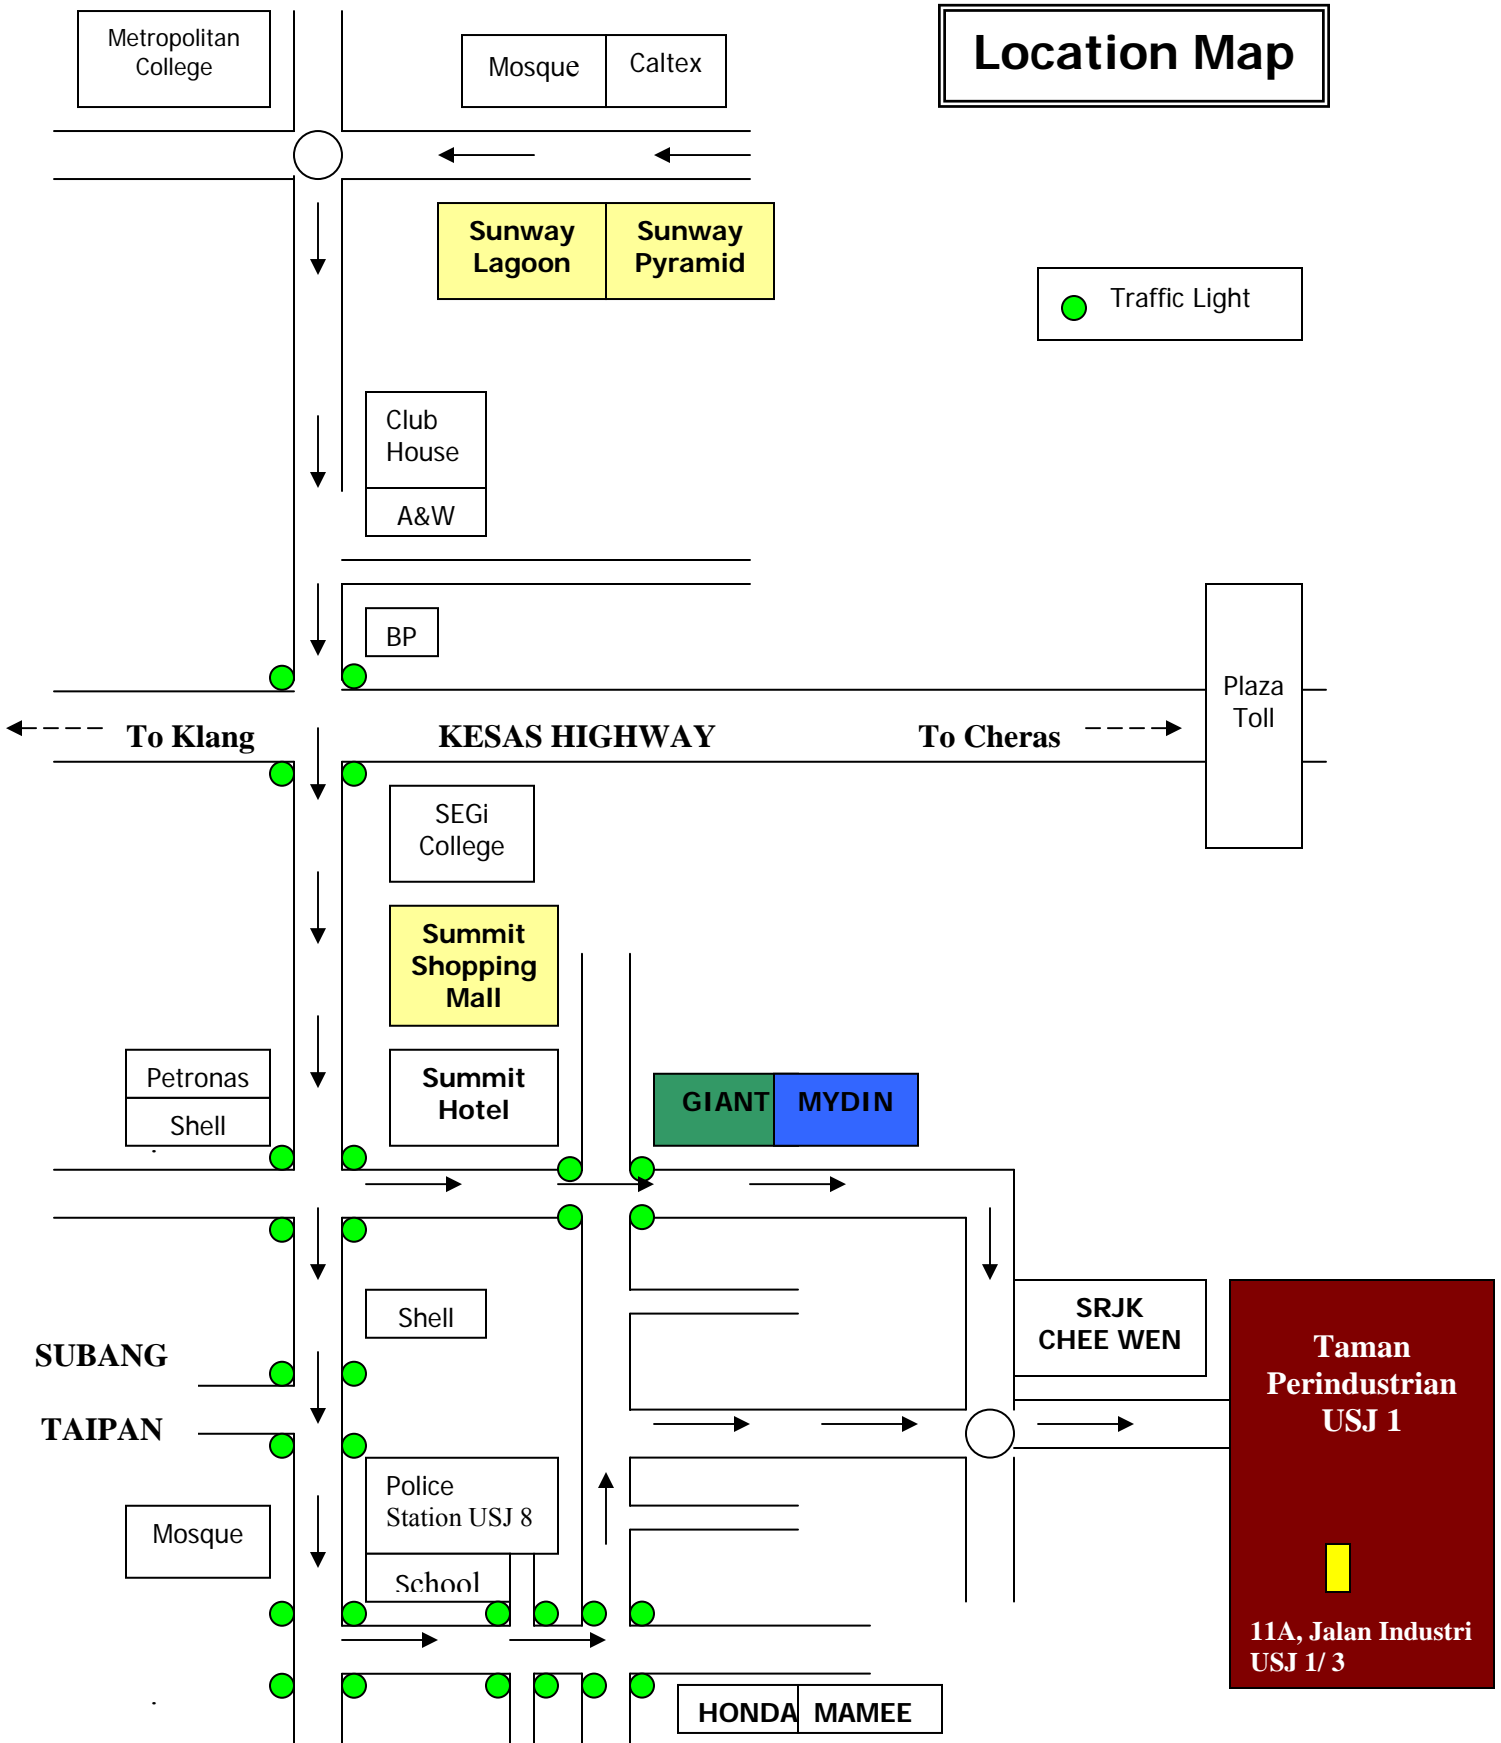 Metropolitan
College
Mosque
Caltex
Location Map
Sunway
Lagoon
Sunway
Pyramid
Traffic Light
Club
House
A&W
BP
Plaza
Toll
To Klang
KESAS HIGHWAY
To Cheras
SEGi
College
Summit
Shopping
Mall
Petronas
Shell
Summit
Hotel
GIANT
MYDIN
Shell
SRJK
CHEE WEN
SUBANG
TAIPAN
Taman
Perindustrian
USJ 1
Police
Station USJ 8
Mosque
School
11A, Jalan Industri
USJ 1/ 3
HONDA
MAMEE